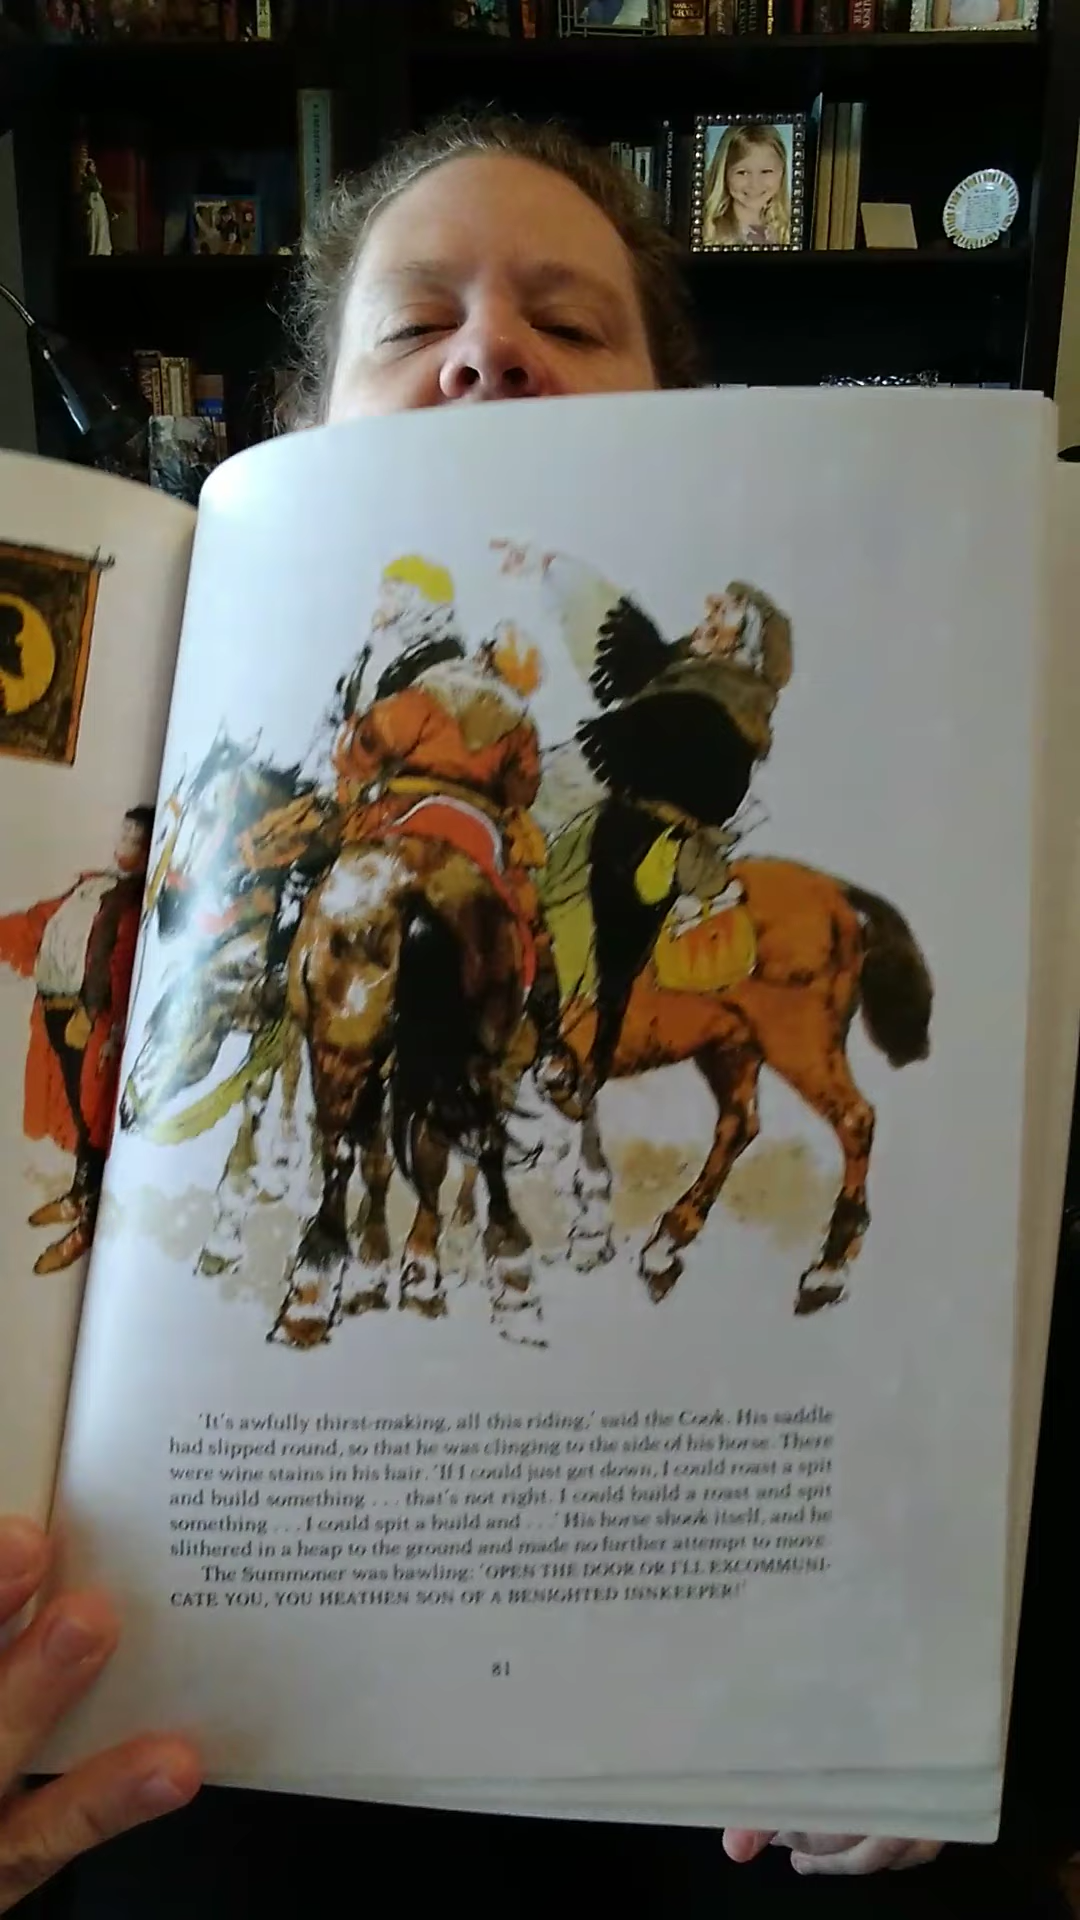 'It's awfully thirst-making, all this riding,' said the Cook. His saddle
had slipped round, so that he was clinging to the side of his horse. There
were wine stains in his hair. 'If I could just get down, I could roast a spit
and build something . . . that's not right. I could build a roast and spit
something . . . I could spit a build and . . .' His horse shook itself, and he
slithered in a heap to the ground and made no further attempt to move.
The Summoner was bawling: 'OPEN THE DOOR OR I'LL EXCOMMUNI-
CATE YOU, YOU HEATHEN SON OF A BENIGHTED INNKEEPER!'
81